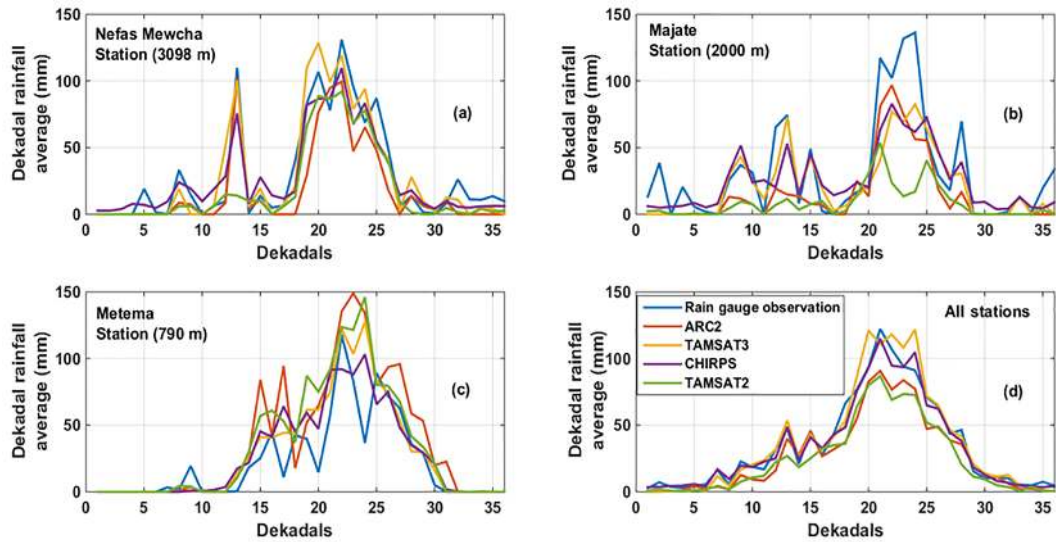 Nefas Mewcha
Station (3098 m)
(a)
150
100
50
0
0 5 10 15 20 25 30 35
Dekadals
Dekadal rainfall
average (mm)
Majate
Station (2000 m)
(b)
150
100
50
0
0 5 10 15 20 25 30 35
Dekadals
Dekadal rainfall
average (mm)
Metema
Station (790 m)
(c)
150
100
50
0
0 5 10 15 20 25 30 35
Dekadals
Dekadal rainfall
average (mm)
Rain gauge observation
ARC2
TAMSAT3
CHIRPS
TAMSAT2
All stations
(d)
150
100
50
0
0 5 10 15 20 25 30 35
Dekadals
Dekadal rainfall
average (mm)